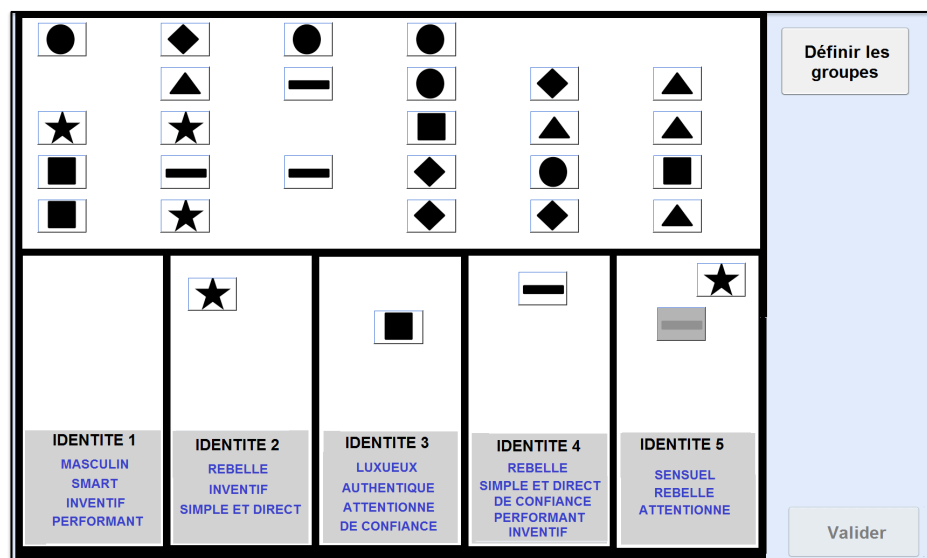 Définir les
groupes
IDENTITE 1
MASCULIN
SMART
INVENTIF
PERFORMANT
IDENTITE 2
REBELLE
INVENTIF
SIMPLE ET DIRECT
IDENTITE 3
LUXUEUX
AUTHENTIQUE
ATTENTIONNE
DE CONFIANCE
IDENTITE 4
REBELLE
SIMPLE ET DIRECT
DE CONFIANCE
PERFORMANT
INVENTIF
IDENTITE 5
SENSUEL
REBELLE
ATTENTIONNE
Valider